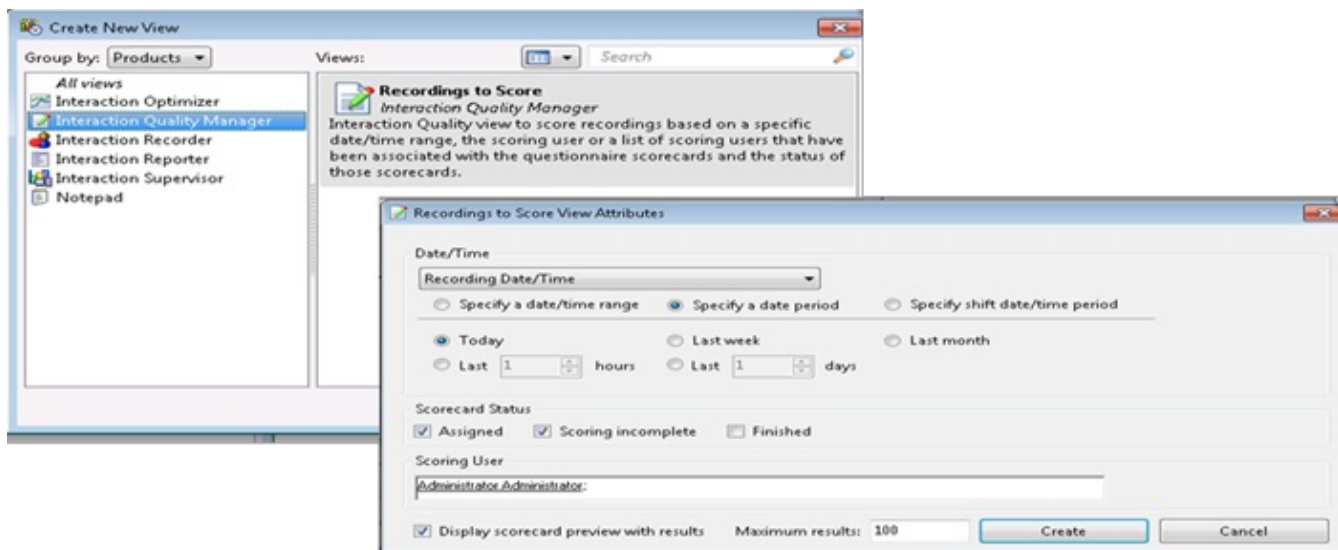 Create New View
Group by: Products
Views:
Search
All views
Interaction Optimizer
Interaction Quality Manager
Interaction Recorder
Interaction Reporter
Interaction Supervisor
Notepad
Recordings to Score
Interaction Quality Manager
Interaction Quality view to score recordings based on a specific
date/time range, the scoring user or a list of scoring users that have
been associated with the questionnaire scorecards and the status of
those scorecards.
Recordings to Score View Attributes
Date/Time
Recording Date/Time
Specify a date/time range Specify a date period Specify shift date/time period
Today Last week Last month
Last 1 hours Last 1 days
Scorecard Status
Assigned Scoring incomplete Finished
Scoring User
Administrator.Administrator;
Display scorecard preview with results Maximum results: 100 Create Cancel